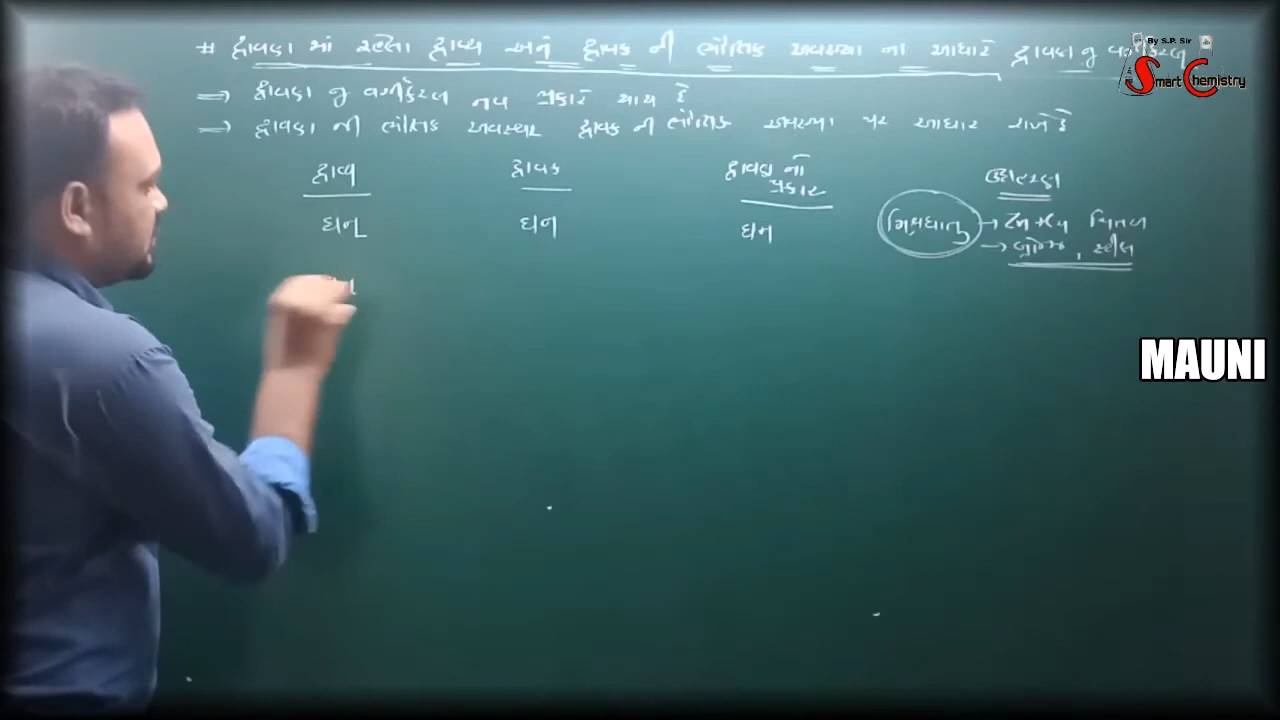 # દ્રાવણ માં રહેલા દ્રાવ્ય અને દ્રાવક ની ભૌતિક અવસ્થા ના આધારે દ્રાવણ નુ વર્ગીકરણ
By S.P. Sir
Smart Chemistry
⇒ દ્રાવણ નુ વર્ગીકરણ નવ પ્રકારે થાય છે
⇒ દ્રાવણ ની ભૌતિક અવસ્થા દ્રાવક ની ભૌતિક અવસ્થા પર આધાર રાખે છે
દ્રાવ્ય દ્રાવક દ્રાવણ નો પ્રકાર ઉદાહરણ
ઘન ઘન ઘન મિશ્રધાતુ → Zn + Cu પિત્તળ
→ બ્રોન્ઝ, સ્ટીલ
MAUNI